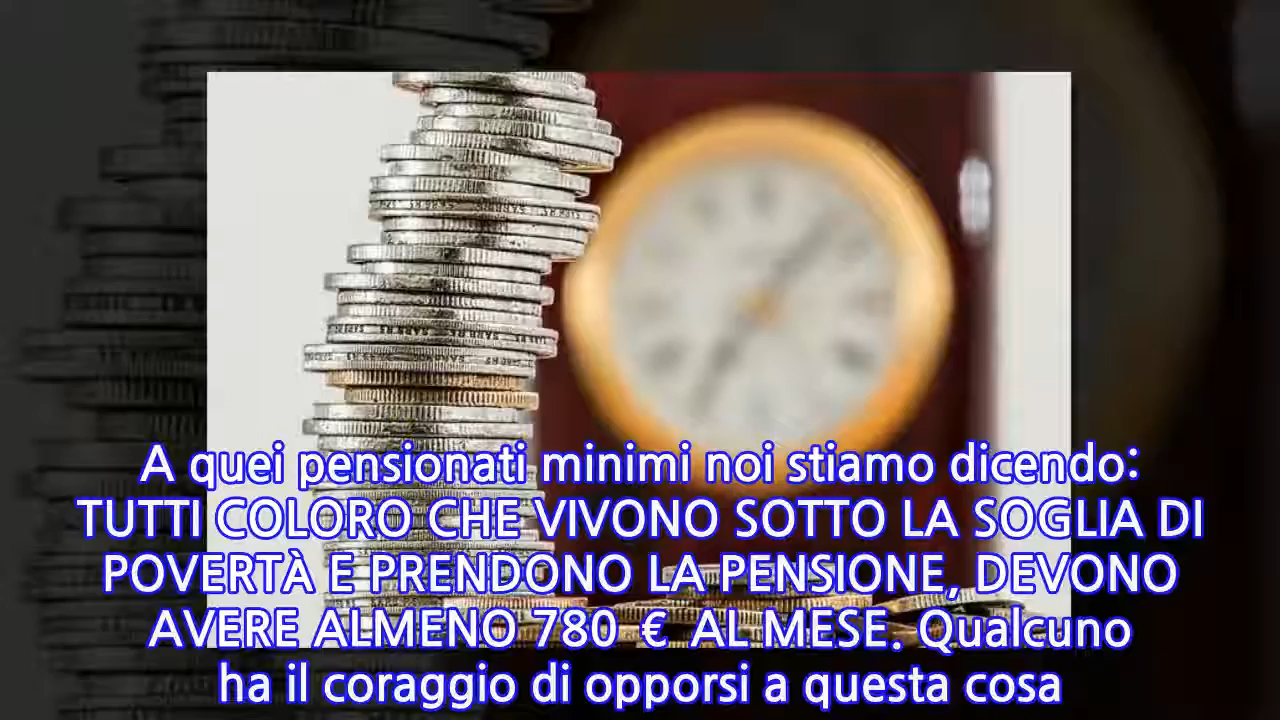 A quei pensionati minimi noi stiamo dicendo:
TUTTI COLORO CHE VIVONO SOTTO LA SOGLIA DI
POVERTÀ E PRENDONO LA PENSIONE, DEVONO
AVERE ALMENO 780 € AL MESE. Qualcuno
ha il coraggio di opporsi a questa cosa